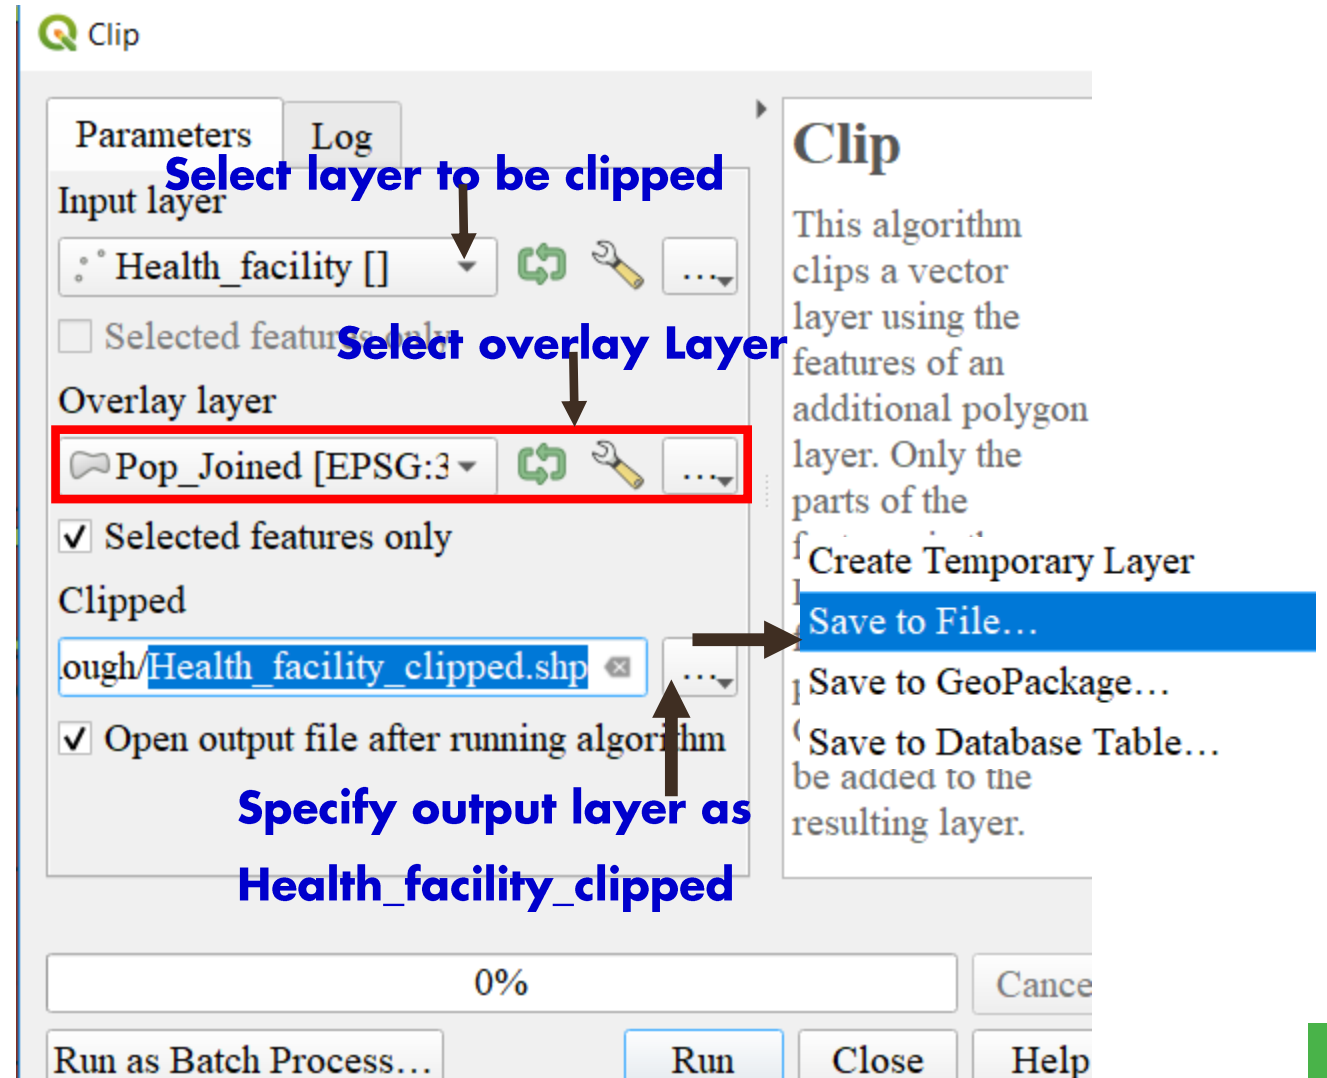 Clip
Parameters
Log
Select layer to be clipped
Input layer
Health_facility []
...
Selected features only
Select overlay Layer
Overlay layer
Pop_Joined [EPSG:3
...
Selected features only
Clipped
.ough/Health_facility_clipped.shp
...
Open output file after running algorithm
Specify output layer as
Health_facility_clipped
Clip
This algorithm
clips a vector
layer using the
features of an
additional polygon
layer. Only the
parts of the
Create Temporary Layer
Save to File…
Save to GeoPackage…
Save to Database Table…
be added to the
resulting layer.
0%
Cance
Run as Batch Process…
Run
Close
Help